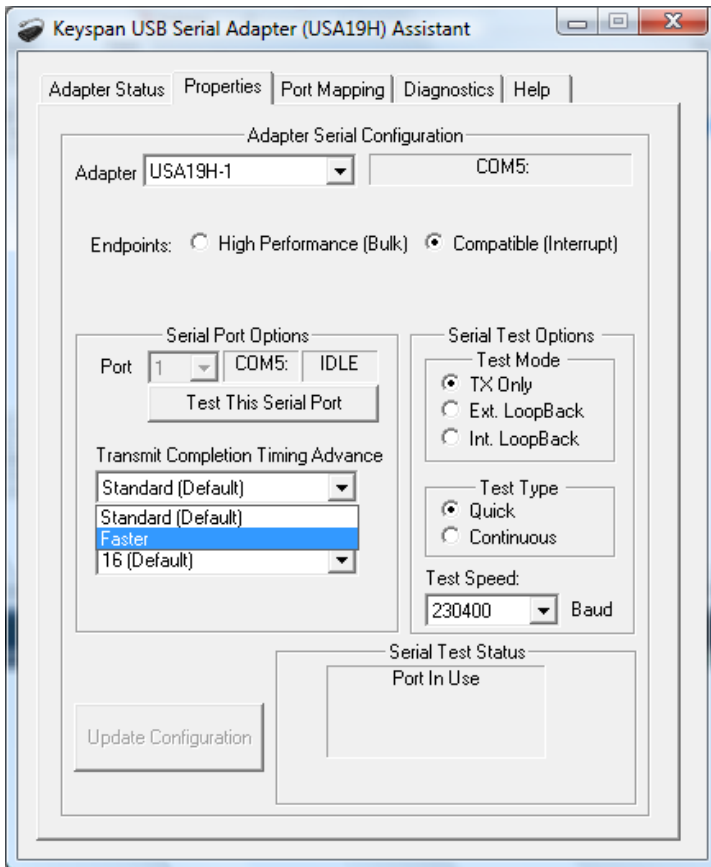 Keyspan USB Serial Adapter (USA19H) Assistant
Adapter Status Properties Port Mapping Diagnostics Help
Adapter Serial Configuration
Adapter USA19H-1 COM5:
Endpoints: High Performance (Bulk) Compatible (Interrupt)
Serial Port Options
Port 1 COM5: IDLE
Test This Serial Port
Transmit Completion Timing Advance
Standard (Default)
Standard (Default)
Faster
16 (Default)
Serial Test Options
Test Mode
TX Only
Ext. LoopBack
Int. LoopBack
Test Type
Quick
Continuous
Test Speed:
230400 Baud
Serial Test Status
Port In Use
Update Configuration